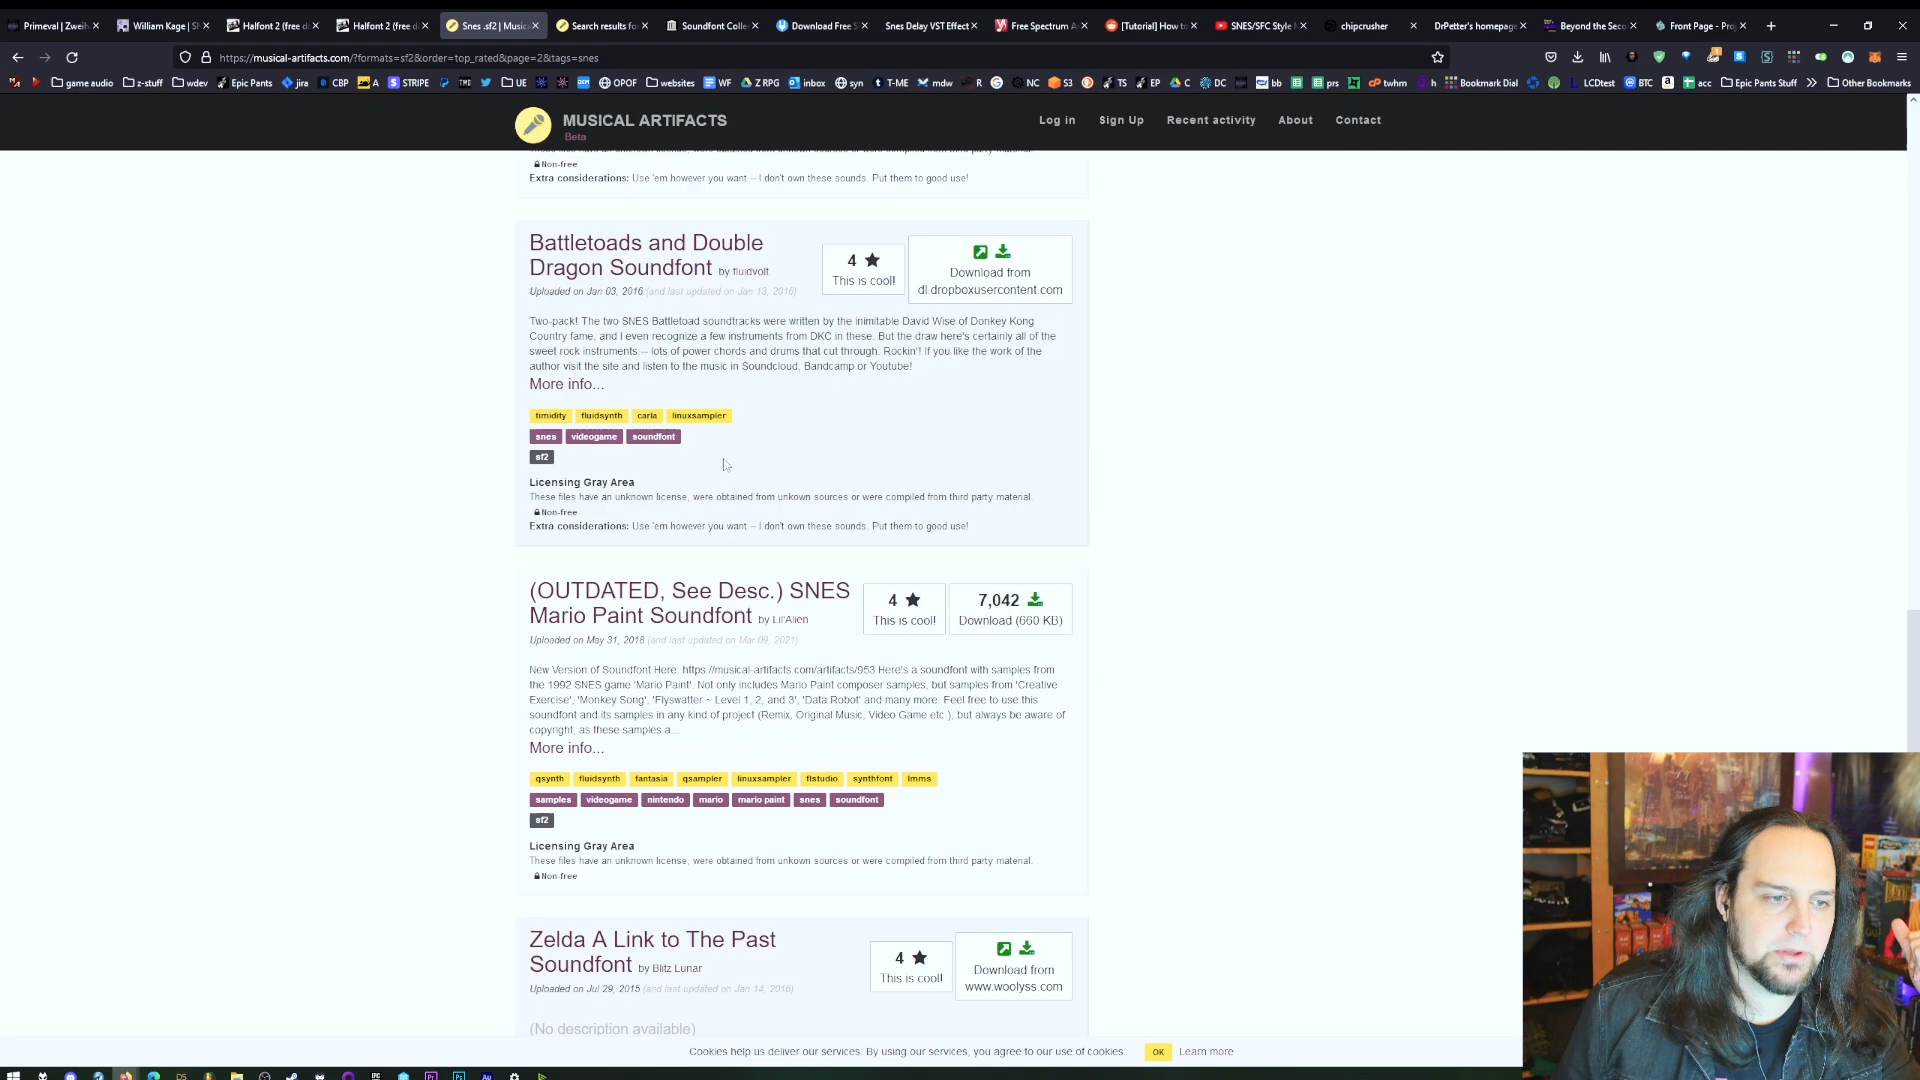 Primeval | Zweih
William Kage | S
Halfont 2 (free d
Halfont 2 (free d
Snes .sf2 | Musica
Search results fo
Soundfont Colle
Download Free S
Snes Delay VST Effect
Free Spectrum A
[Tutorial] How to
SNES/SFC Style
chipcrusher
DrPetter's homepage
Beyond the Seco
Front Page - Pro
https://musical-artifacts.com/?formats=sf2&order=top_rated&page=2&tags=snes
game audio
z-stuff
wdev
Epic Pants
jira
CBP
A
STRIPE
UE
OPOF
websites
WF
Z RPG
inbox
syn
T-ME
mdw
R
NC
S3
TS
EP
C
DC
bb
prs
twhm
h
Bookmark Dial
LCDtest
BTC
acc
Epic Pants Stuff
Other Bookmarks
MUSICAL ARTIFACTS
Beta
Log in
Sign Up
Recent activity
About
Contact
Non-free
Extra considerations: Use 'em however you want -- I don't own these sounds. Put them to good use!
Battletoads and Double
Dragon Soundfont by fluidvolt
Uploaded on Jan 03, 2016 (and last updated on Jan 13, 2016)
4
This is cool!
Download from
dl.dropboxusercontent.com
Two-pack! The two SNES Battletoad soundtracks were written by the inimitable David Wise of Donkey Kong
Country fame, and I even recognize a few instruments from DKC in these. But the draw here's certainly all of the
sweet rock instruments -- lots of power chords and drums that cut through. Rockin'! If you like the work of the
author visit the site and listen to the music in Soundcloud, Bandcamp or Youtube!
More info...
timidity fluidsynth carla linuxsampler
snes videogame soundfont
sf2
Licensing Gray Area
These files have an unknown license, were obtained from unkown sources or were compiled from third party material.
Non-free
Extra considerations: Use 'em however you want -- I don't own these sounds. Put them to good use!
(OUTDATED, See Desc.) SNES
Mario Paint Soundfont by Lil'Alien
Uploaded on May 31, 2018 (and last updated on Mar 09, 2021)
4
This is cool!
7,042
Download (660 KB)
New Version of Soundfont Here: https://musical-artifacts.com/artifacts/953 Here's a soundfont with samples from
the 1992 SNES game 'Mario Paint'. Not only includes Mario Paint composer samples, but samples from 'Creative
Exercise', 'Monkey Song', 'Flyswatter ~ Level 1, 2, and 3', 'Data Robot' and many more. Feel free to use this
soundfont and its samples in any kind of project (Remix, Original Music, Video Game etc.), but always be aware of
copyright, as these samples a...
More info...
qsynth fluidsynth fantasia qsampler linuxsampler flstudio synthfont lmms
samples videogame nintendo mario mario paint snes soundfont
sf2
Licensing Gray Area
These files have an unknown license, were obtained from unkown sources or were compiled from third party material.
Non-free
Zelda A Link to The Past
Soundfont by Blitz Lunar
Uploaded on Jul 29, 2015 (and last updated on Jan 14, 2016)
4
This is cool!
Download from
www.woolyss.com
(No description available)
Cookies help us deliver our services. By using our services, you agree to our use of cookies.
OK
Learn more